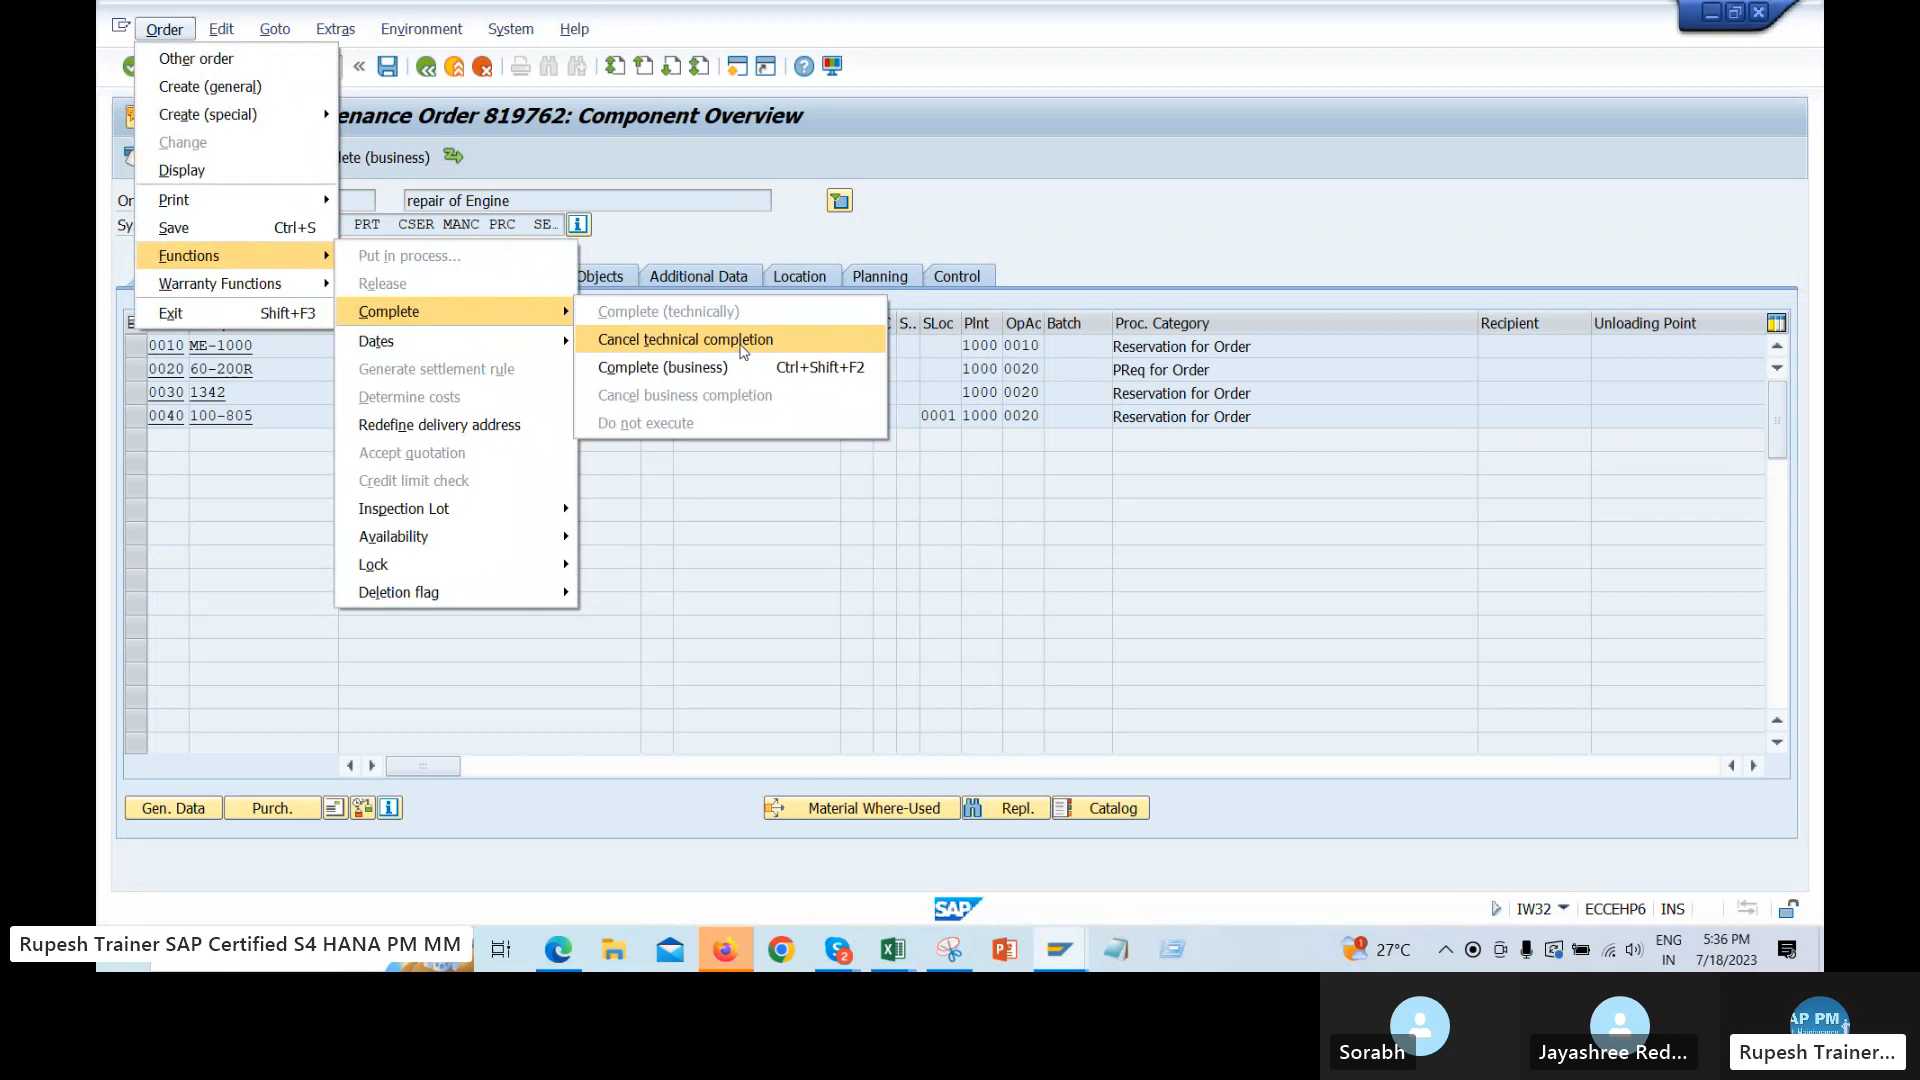 Order Edit Goto Extras Environment System Help
Other order
Create (general)
Create (special)
Change
Display
Print
Save Ctrl+S
Functions
Warranty Functions
Exit Shift+F3
enance Order 819762: Component Overview
lete (business)
Or repair of Engine
Sy PRT CSER MANC PRC SE..
Put in process...
Release
Complete
Dates
Generate settlement rule
Determine costs
Redefine delivery address
Accept quotation
Credit limit check
Inspection Lot
Availability
Lock
Deletion flag
Objects Additional Data Location Planning Control
Complete (technically)
Cancel technical completion
Complete (business) Ctrl+Shift+F2
Cancel business completion
Do not execute
S.. SLoc Plnt OpAc Batch Proc. Category Recipient Unloading Point
0010 ME-1000 1000 0010 Reservation for Order
0020 60-200R 1000 0020 PReq for Order
0030 1342 1000 0020 Reservation for Order
0040 100-805 0001 1000 0020 Reservation for Order
Gen. Data Purch. Material Where-Used Repl. Catalog
SAP IW32 ECCEHP6 INS
Rupesh Trainer SAP Certified S4 HANA PM MM
2
1 27°C
ENG IN
5:36 PM
7/18/2023
AP PM
Sorabh Jayashree Red... Rupesh Trainer...